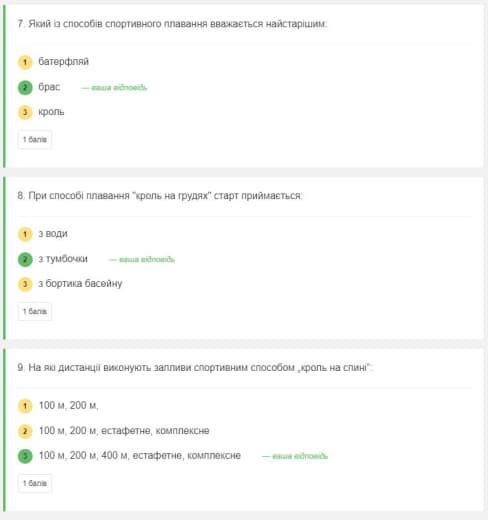 7. Який із способів спортивного плавання вважається найстарішим:
1 батерфляй
2 брас — ваша відповідь
3 кроль
1 балів
8. При способі плавання "кроль на грудях" старт приймається:
1 з води
2 з тумбочки — ваша відповідь
3 з бортика басейну
1 балів
9. На які дистанції виконують запливи спортивним способом „кроль на спині":
1 100 м, 200 м,
2 100 м, 200 м, естафетне, комплексне
3 100 м, 200 м, 400 м, естафетне, комплексне — ваша відповідь
1 балів